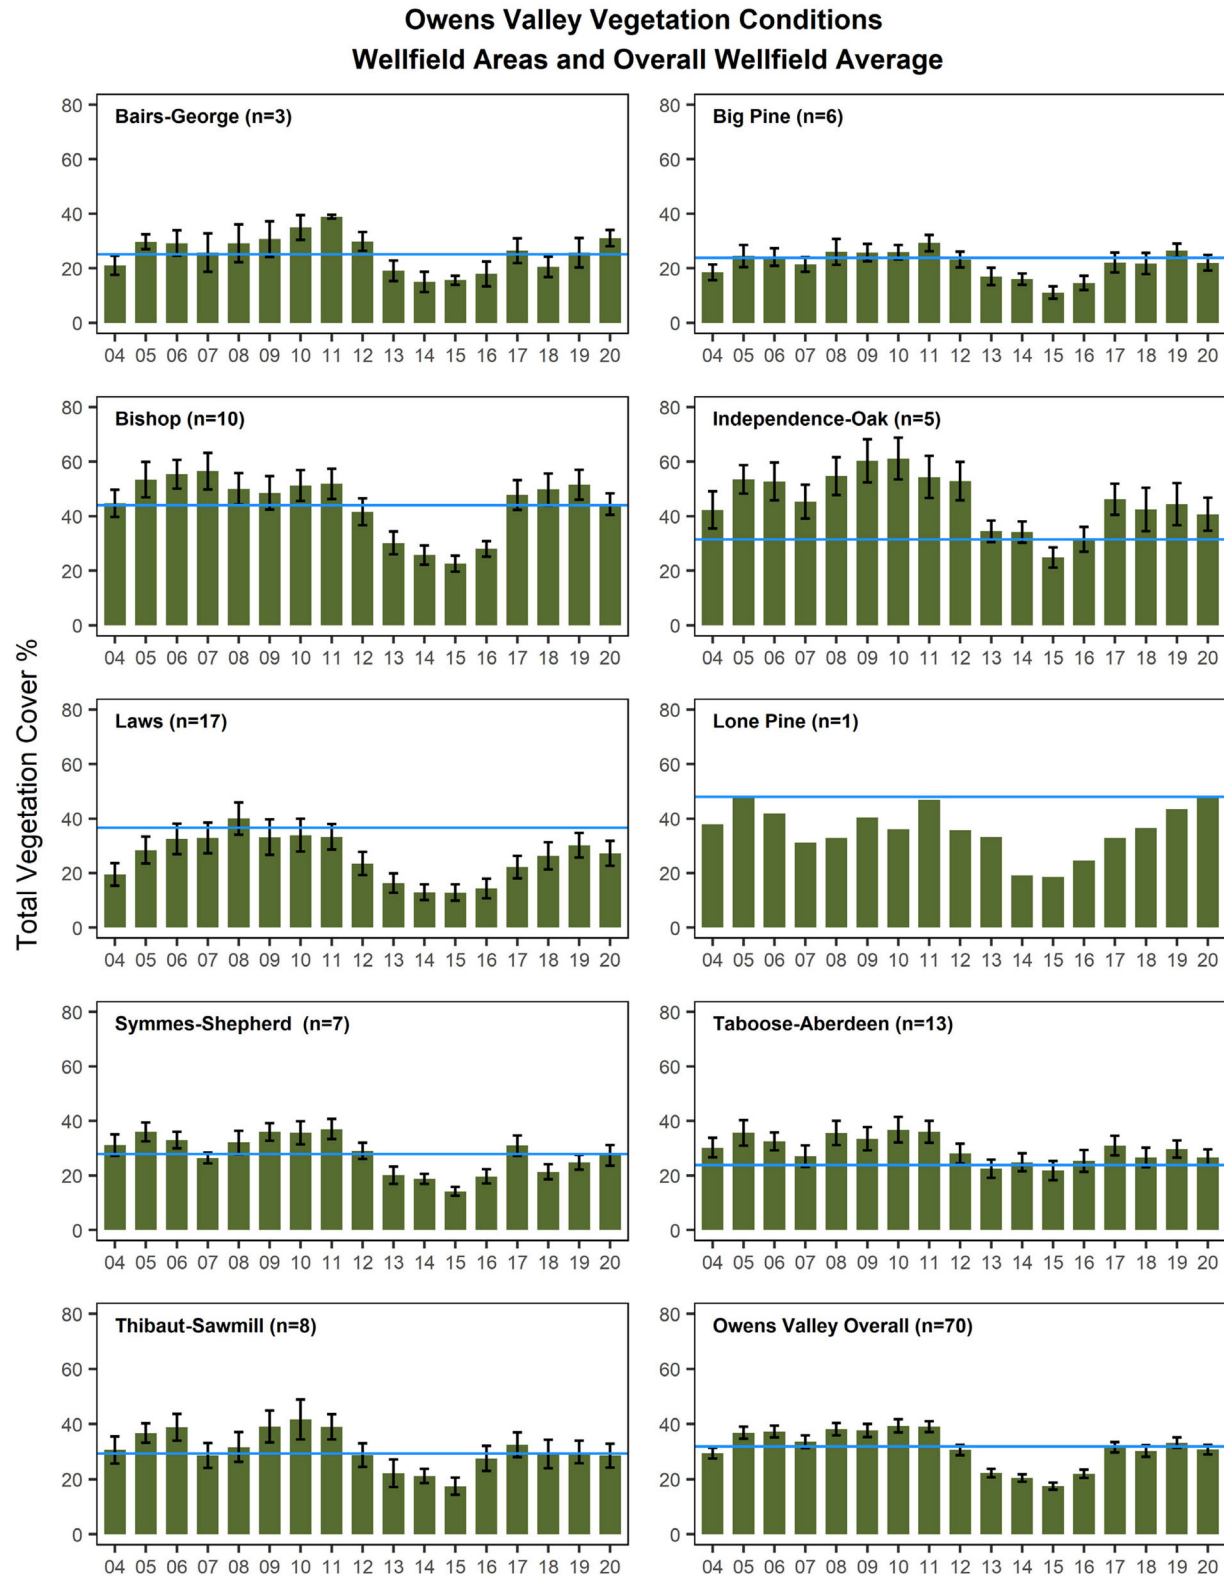 Owens Valley Vegetation Conditions
Wellfield Areas and Overall Wellfield Average
Total Vegetation Cover %
Bairs-George (n=3)
80
60
40
20
0
04 05 06 07 08 09 10 11 12 13 14 15 16 17 18 19 20
Big Pine (n=6)
80
60
40
20
0
04 05 06 07 08 09 10 11 12 13 14 15 16 17 18 19 20
Bishop (n=10)
80
60
40
20
0
04 05 06 07 08 09 10 11 12 13 14 15 16 17 18 19 20
Independence-Oak (n=5)
80
60
40
20
0
04 05 06 07 08 09 10 11 12 13 14 15 16 17 18 19 20
Laws (n=17)
80
60
40
20
0
04 05 06 07 08 09 10 11 12 13 14 15 16 17 18 19 20
Lone Pine (n=1)
80
60
40
20
0
04 05 06 07 08 09 10 11 12 13 14 15 16 17 18 19 20
Symmes-Shepherd (n=7)
80
60
40
20
0
04 05 06 07 08 09 10 11 12 13 14 15 16 17 18 19 20
Taboose-Aberdeen (n=13)
80
60
40
20
0
04 05 06 07 08 09 10 11 12 13 14 15 16 17 18 19 20
Thibaut-Sawmill (n=8)
80
60
40
20
0
04 05 06 07 08 09 10 11 12 13 14 15 16 17 18 19 20
Owens Valley Overall (n=70)
80
60
40
20
0
04 05 06 07 08 09 10 11 12 13 14 15 16 17 18 19 20